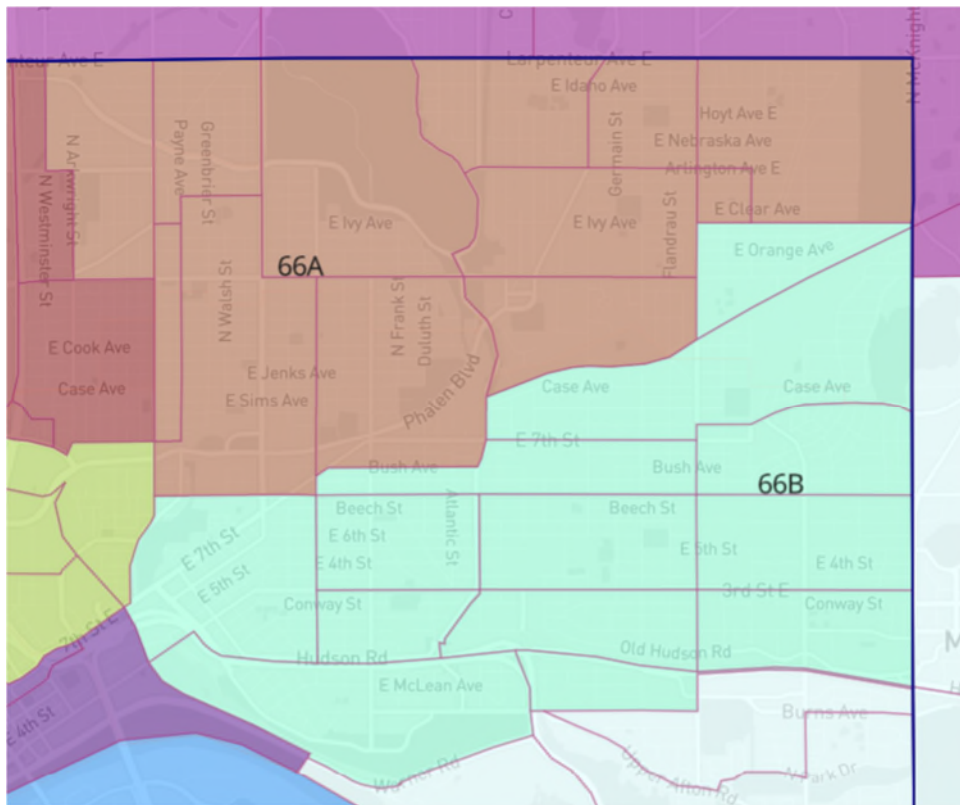 Larpenteur Ave E
E Idaho Ave
Hoyt Ave E
E Nebraska Ave
Arlington Ave E
N Arkwright St
Payne Ave
Greenbrier St
Germain St
N McKnight
N Westminster St
E Ivy Ave
E Ivy Ave
Flandrau St
E Clear Ave
E Orange Ave
66A
N Walsh St
N Frank St
Duluth St
E Cook Ave
Case Ave
E Jenks Ave
E Sims Ave
Phalen Blvd
Case Ave
Case Ave
E 7th St
Bush Ave
Bush Ave
66B
Beech St
Atlantic St
Beech St
E 7th St
E 6th St
E 4th St
E 5th St
E 4th St
E 5th St
3rd St E
Conway St
Conway St
7th St E
Hudson Rd
Old Hudson Rd
E McLean Ave
E 4th St
Burns Ave
Warner Rd
Upper Afton Rd
N Park Dr